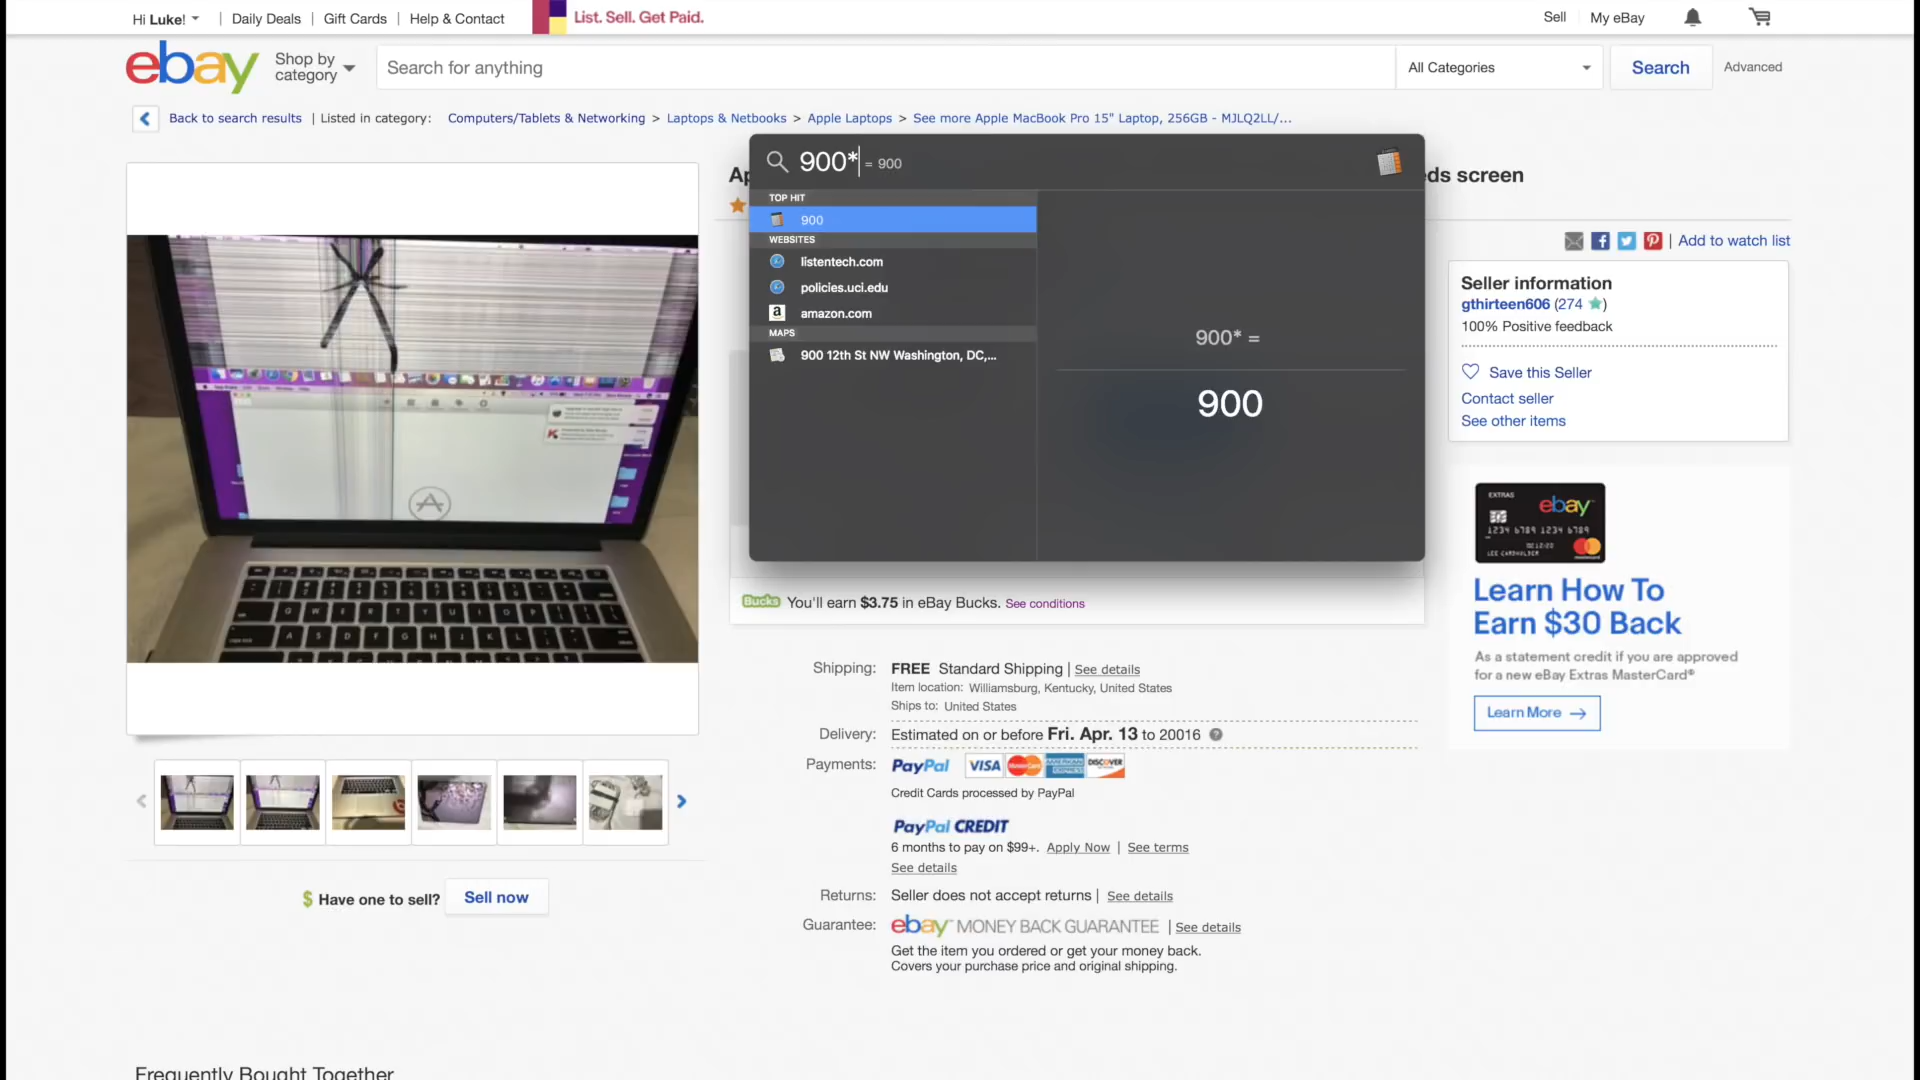 Hi Luke! | Daily Deals | Gift Cards | Help & Contact
List. Sell. Get Paid.
Sell My eBay
ebay
Shop by
category
Search for anything
All Categories
Search
Advanced
Back to search results | Listed in category: Computers/Tablets & Networking > Laptops & Netbooks > Apple Laptops > See more Apple MacBook Pro 15" Laptop, 256GB - MJLQ2LL/...
Ap
eds screen
900* = 900
TOP HIT
900
WEBSITES
listentech.com
policies.uci.edu
amazon.com
MAPS
900 12th St NW Washington, DC,...
900* =
900
| Add to watch list
Seller information
gthirteen606 (274 )
100% Positive feedback
Save this Seller
Contact seller
See other items
EXTRAS
ebay
1234 6789 1234 6789
LEE CARDHOLDER
Learn How To
Earn $30 Back
As a statement credit if you are approved
for a new eBay Extras MasterCard®
Learn More →
Bucks You'll earn $3.75 in eBay Bucks. See conditions
Shipping: FREE Standard Shipping | See details
Item location: Williamsburg, Kentucky, United States
Ships to: United States
Delivery: Estimated on or before Fri. Apr. 13 to 20016 ?
Payments: PayPal VISA MasterCard AMERICAN EXPRESS DISCOVER
Credit Cards processed by PayPal
PayPal CREDIT
6 months to pay on $99+. Apply Now | See terms
See details
Returns: Seller does not accept returns | See details
Guarantee: ebay MONEY BACK GUARANTEE | See details
Get the item you ordered or get your money back.
Covers your purchase price and original shipping.
$ Have one to sell? Sell now
Frequently Bought Together